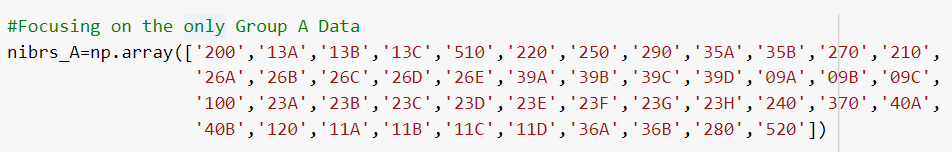 #Focusing on the only Group A Data
nibrs_A=np.array(['200','13A','13B','13C','510','220','250','290','35A','35B','270','210',
'26A','26B','26C','26D','26E','39A','39B','39C','39D','09A','09B','09C',
'100','23A','23B','23C','23D','23E','23F','23G','23H','240','370','40A',
'40B','120','11A','11B','11C','11D','36A','36B','280','520'])